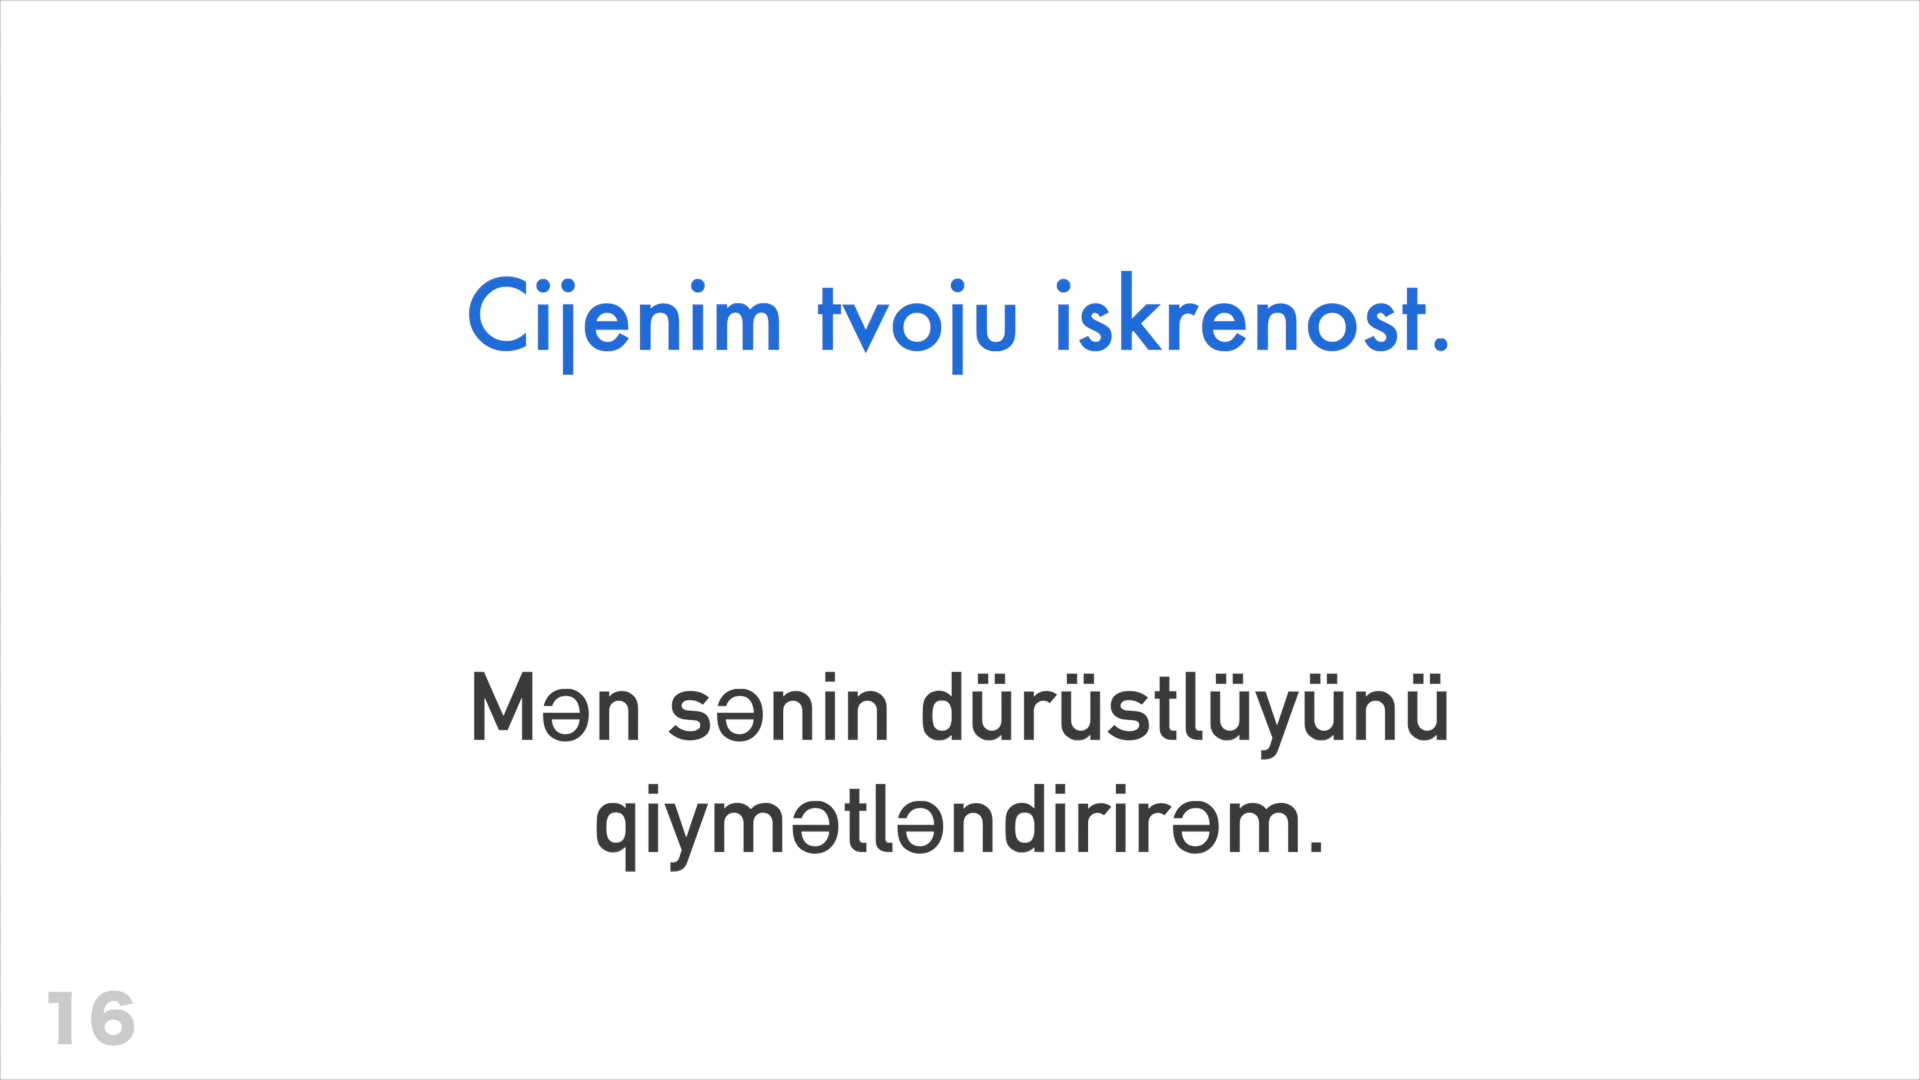 Cijenim tvoju iskrenost.
Mən sənin dürüstlüyünü
qiymətləndirirəm.
16